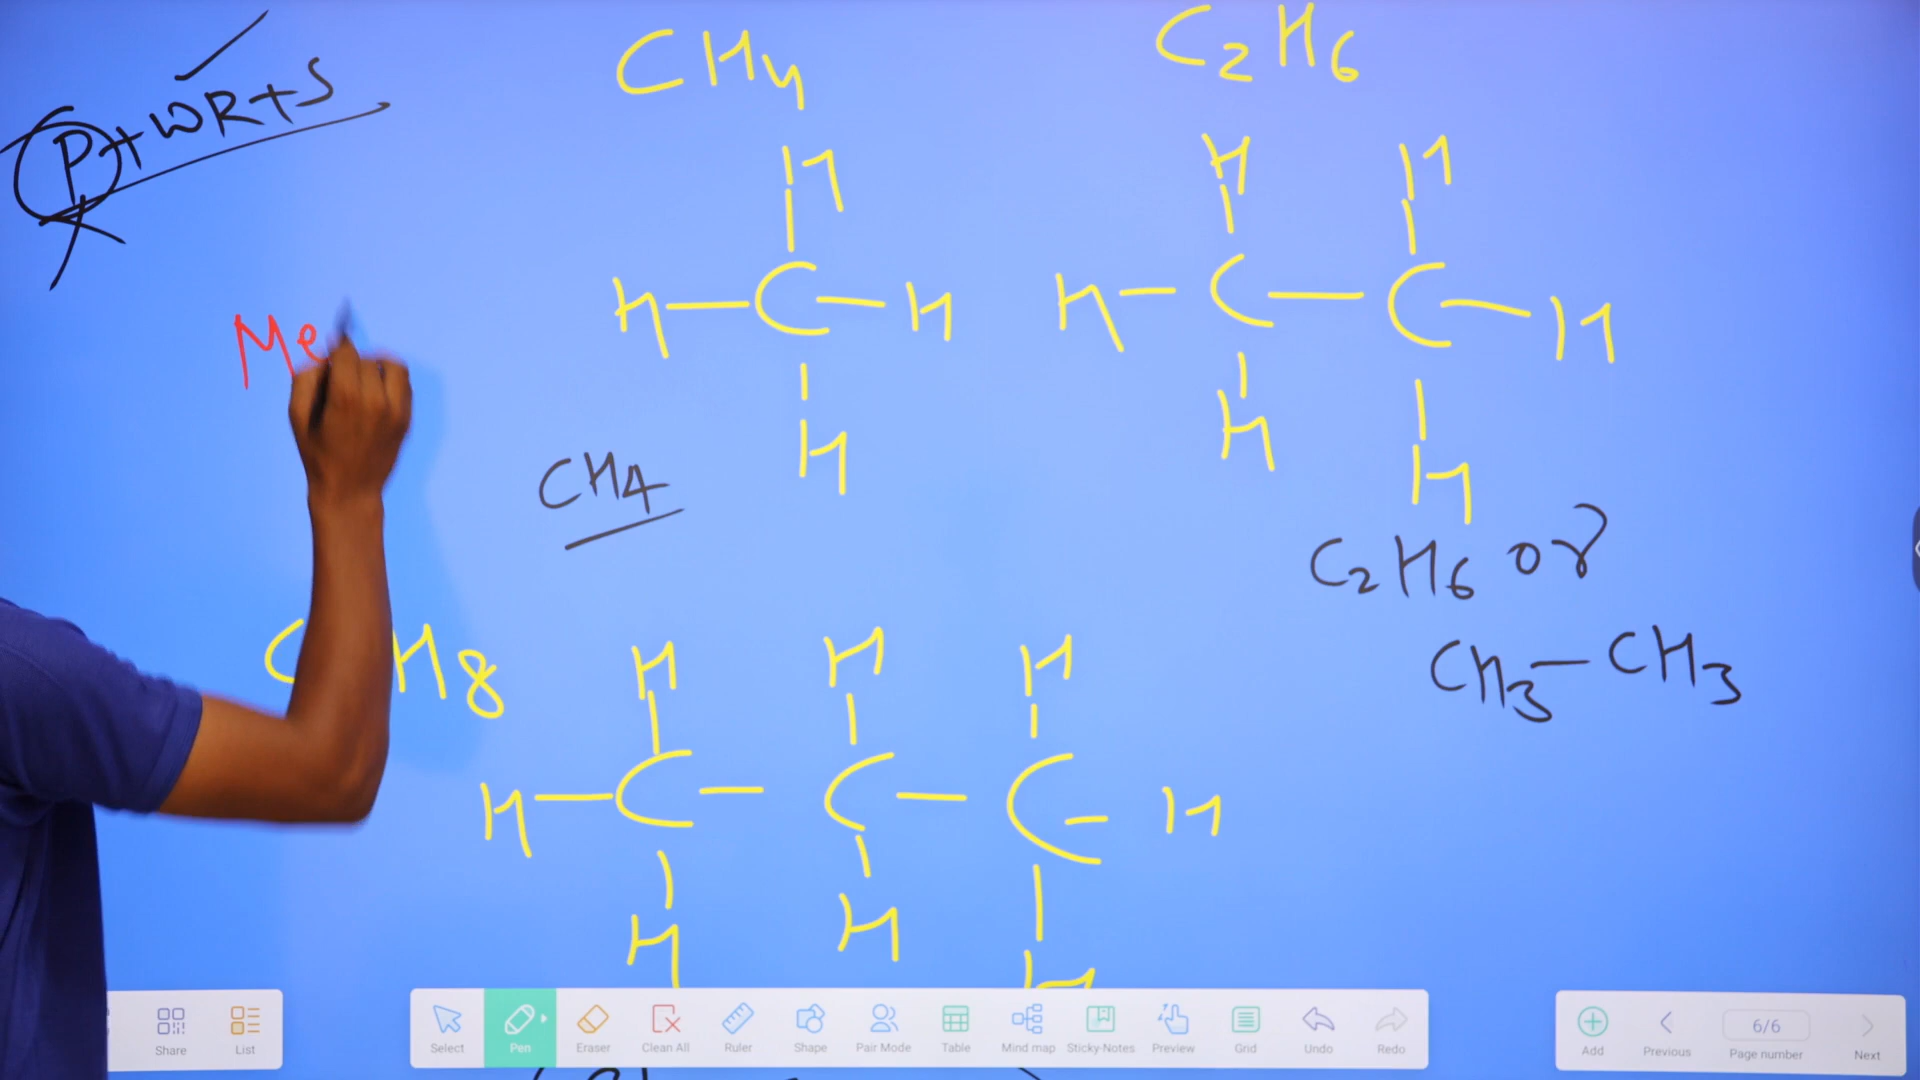 P+WR+S
CH4
C2H6
H
H
H
H-C-H
H-C-C-H
H
H
H
Me
CH4
C2H6 or
CH3-CH3
H8
H
H
H
H-C-C-C-H
H
H
H
Share
List
Select
Pen
Eraser
Clean All
Ruler
Shape
Pair Mode
Table
Mind map
Sticky-Notes
Preview
Grid
Undo
Redo
Add
Previous
6/6
Page number
Next